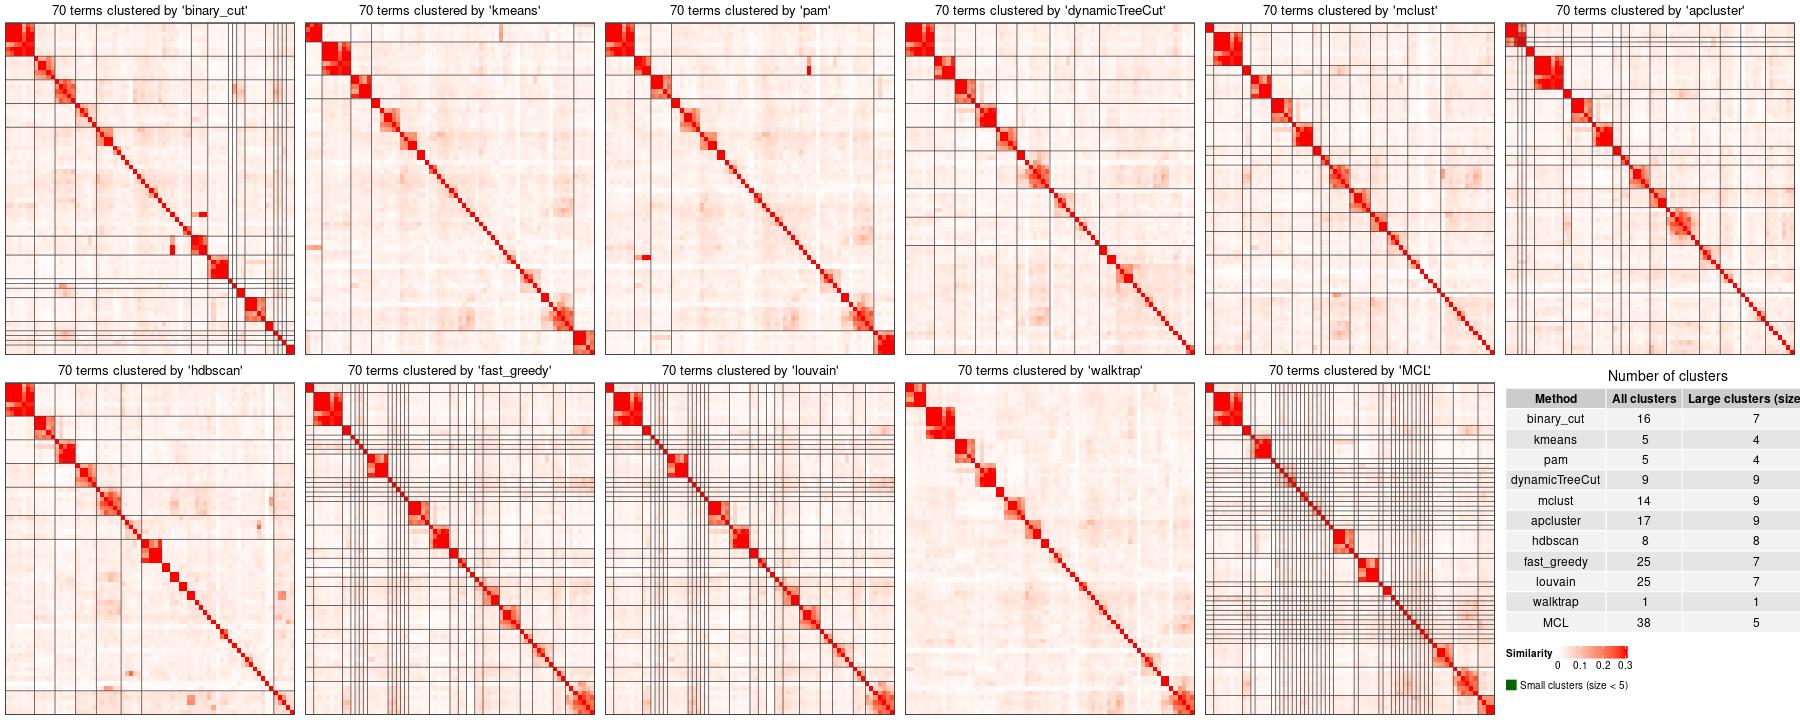 70 terms clustered by 'binary_cut'
70 terms clustered by 'kmeans'
70 terms clustered by 'pam'
70 terms clustered by 'dynamicTreeCut'
70 terms clustered by 'mclust'
70 terms clustered by 'apcluster'
70 terms clustered by 'hdbscan'
70 terms clustered by 'fast_greedy'
70 terms clustered by 'louvain'
70 terms clustered by 'walktrap'
70 terms clustered by 'MCL'
Number of clusters
Method All clusters Large clusters (size
binary_cut 16 7
kmeans 5 4
pam 5 4
dynamicTreeCut 9 9
mclust 14 9
apcluster 17 9
hdbscan 8 8
fast_greedy 25 7
louvain 25 7
walktrap 1 1
MCL 38 5
Similarity
0 0.1 0.2 0.3
Small clusters (size < 5)